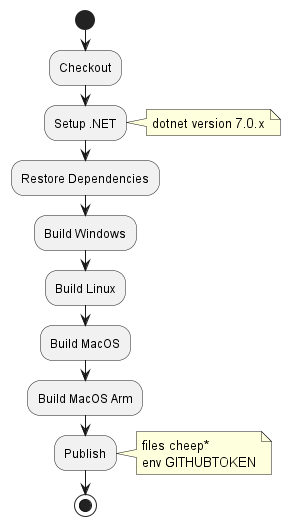 Checkout
Setup .NET
dotnet version 7.0.x
Restore Dependencies
Build Windows
Build Linux
Build MacOS
Build MacOS Arm
Publish
files cheep*
env GITHUBTOKEN